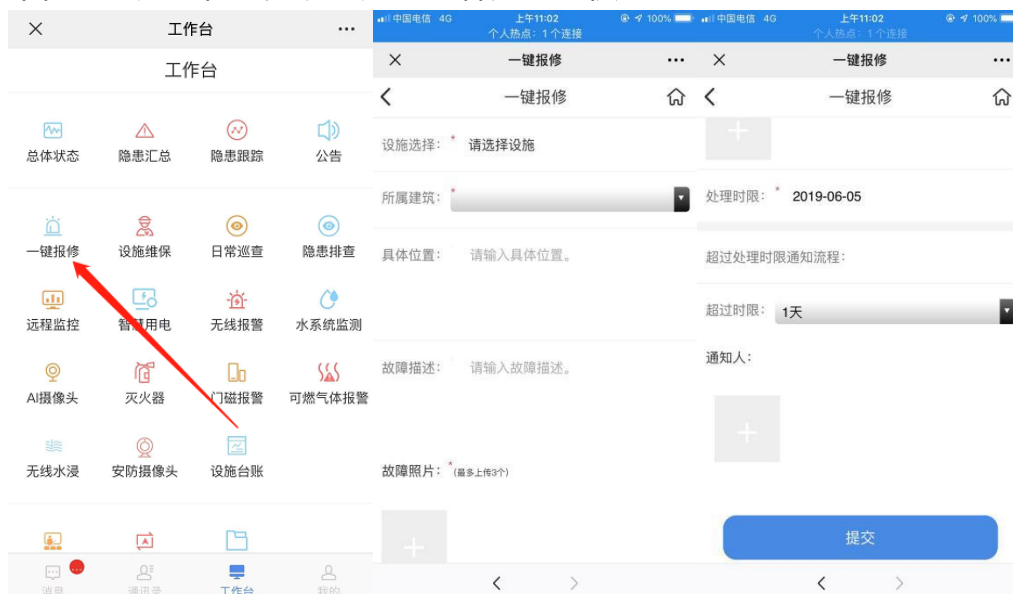 工作台
工作台
总体状态 隐患汇总 隐患跟踪 公告
一键报修 设施维保 日常巡查 隐患排查
远程监控 智慧用电 无线报警 水系统监测
AI摄像头 灭火器 门磁报警 可燃气体报警
无线水浸 安防摄像头 设施台账
消息 通讯录 工作台 我的
中国电信 4G 上午11:02 100%
个人热点：1个连接
一键报修
一键报修
设施选择： * 请选择设施
所属建筑： *
具体位置： 请输入具体位置。
故障描述： 请输入故障描述。
故障照片： * (最多上传3个)
中国电信 4G 上午11:02 100%
个人热点：1个连接
一键报修
一键报修
处理时限： * 2019-06-05
超过处理时限通知流程：
超过时限： 1天
通知人：
提交